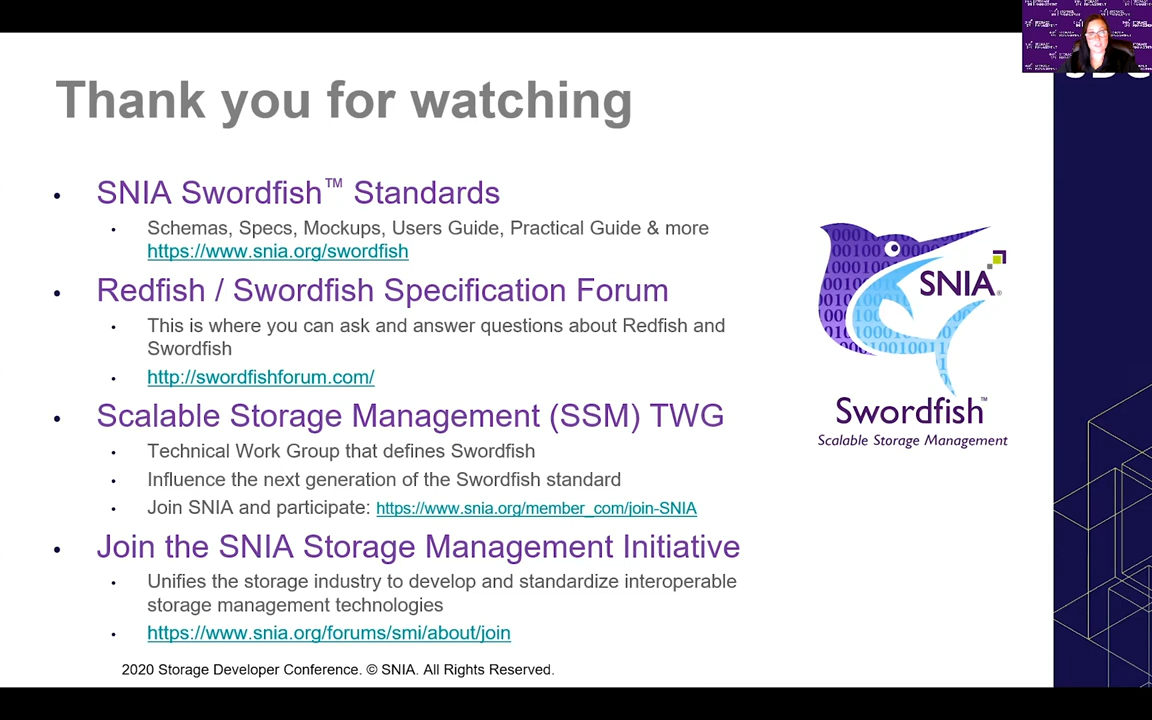 Thank you for watching
SNIA Swordfish™ Standards
Schemas, Specs, Mockups, Users Guide, Practical Guide & more
https://www.snia.org/swordfish
Redfish / Swordfish Specification Forum
This is where you can ask and answer questions about Redfish and
Swordfish
http://swordfishforum.com/
Scalable Storage Management (SSM) TWG
Technical Work Group that defines Swordfish
Influence the next generation of the Swordfish standard
Join SNIA and participate: https://www.snia.org/member_com/join-SNIA
Join the SNIA Storage Management Initiative
Unifies the storage industry to develop and standardize interoperable
storage management technologies
https://www.snia.org/forums/smi/about/join
2020 Storage Developer Conference. © SNIA. All Rights Reserved.
SNIA®
Swordfish™
Scalable Storage Management